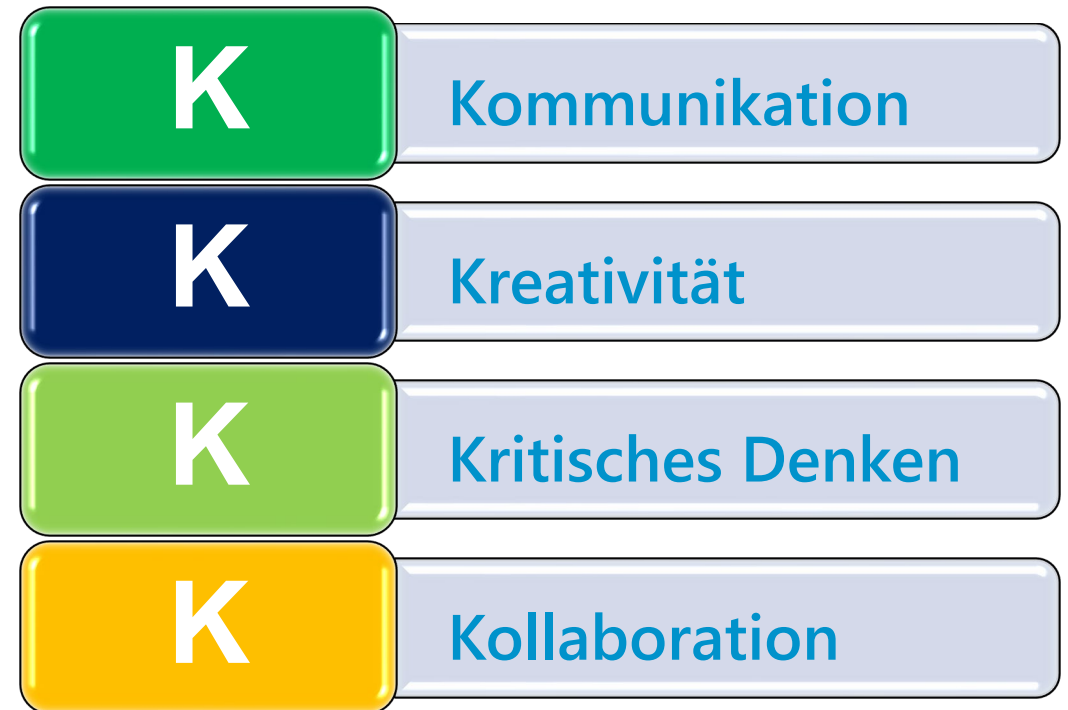 K Kommunikation
K Kreativität
K Kritisches Denken
K Kollaboration